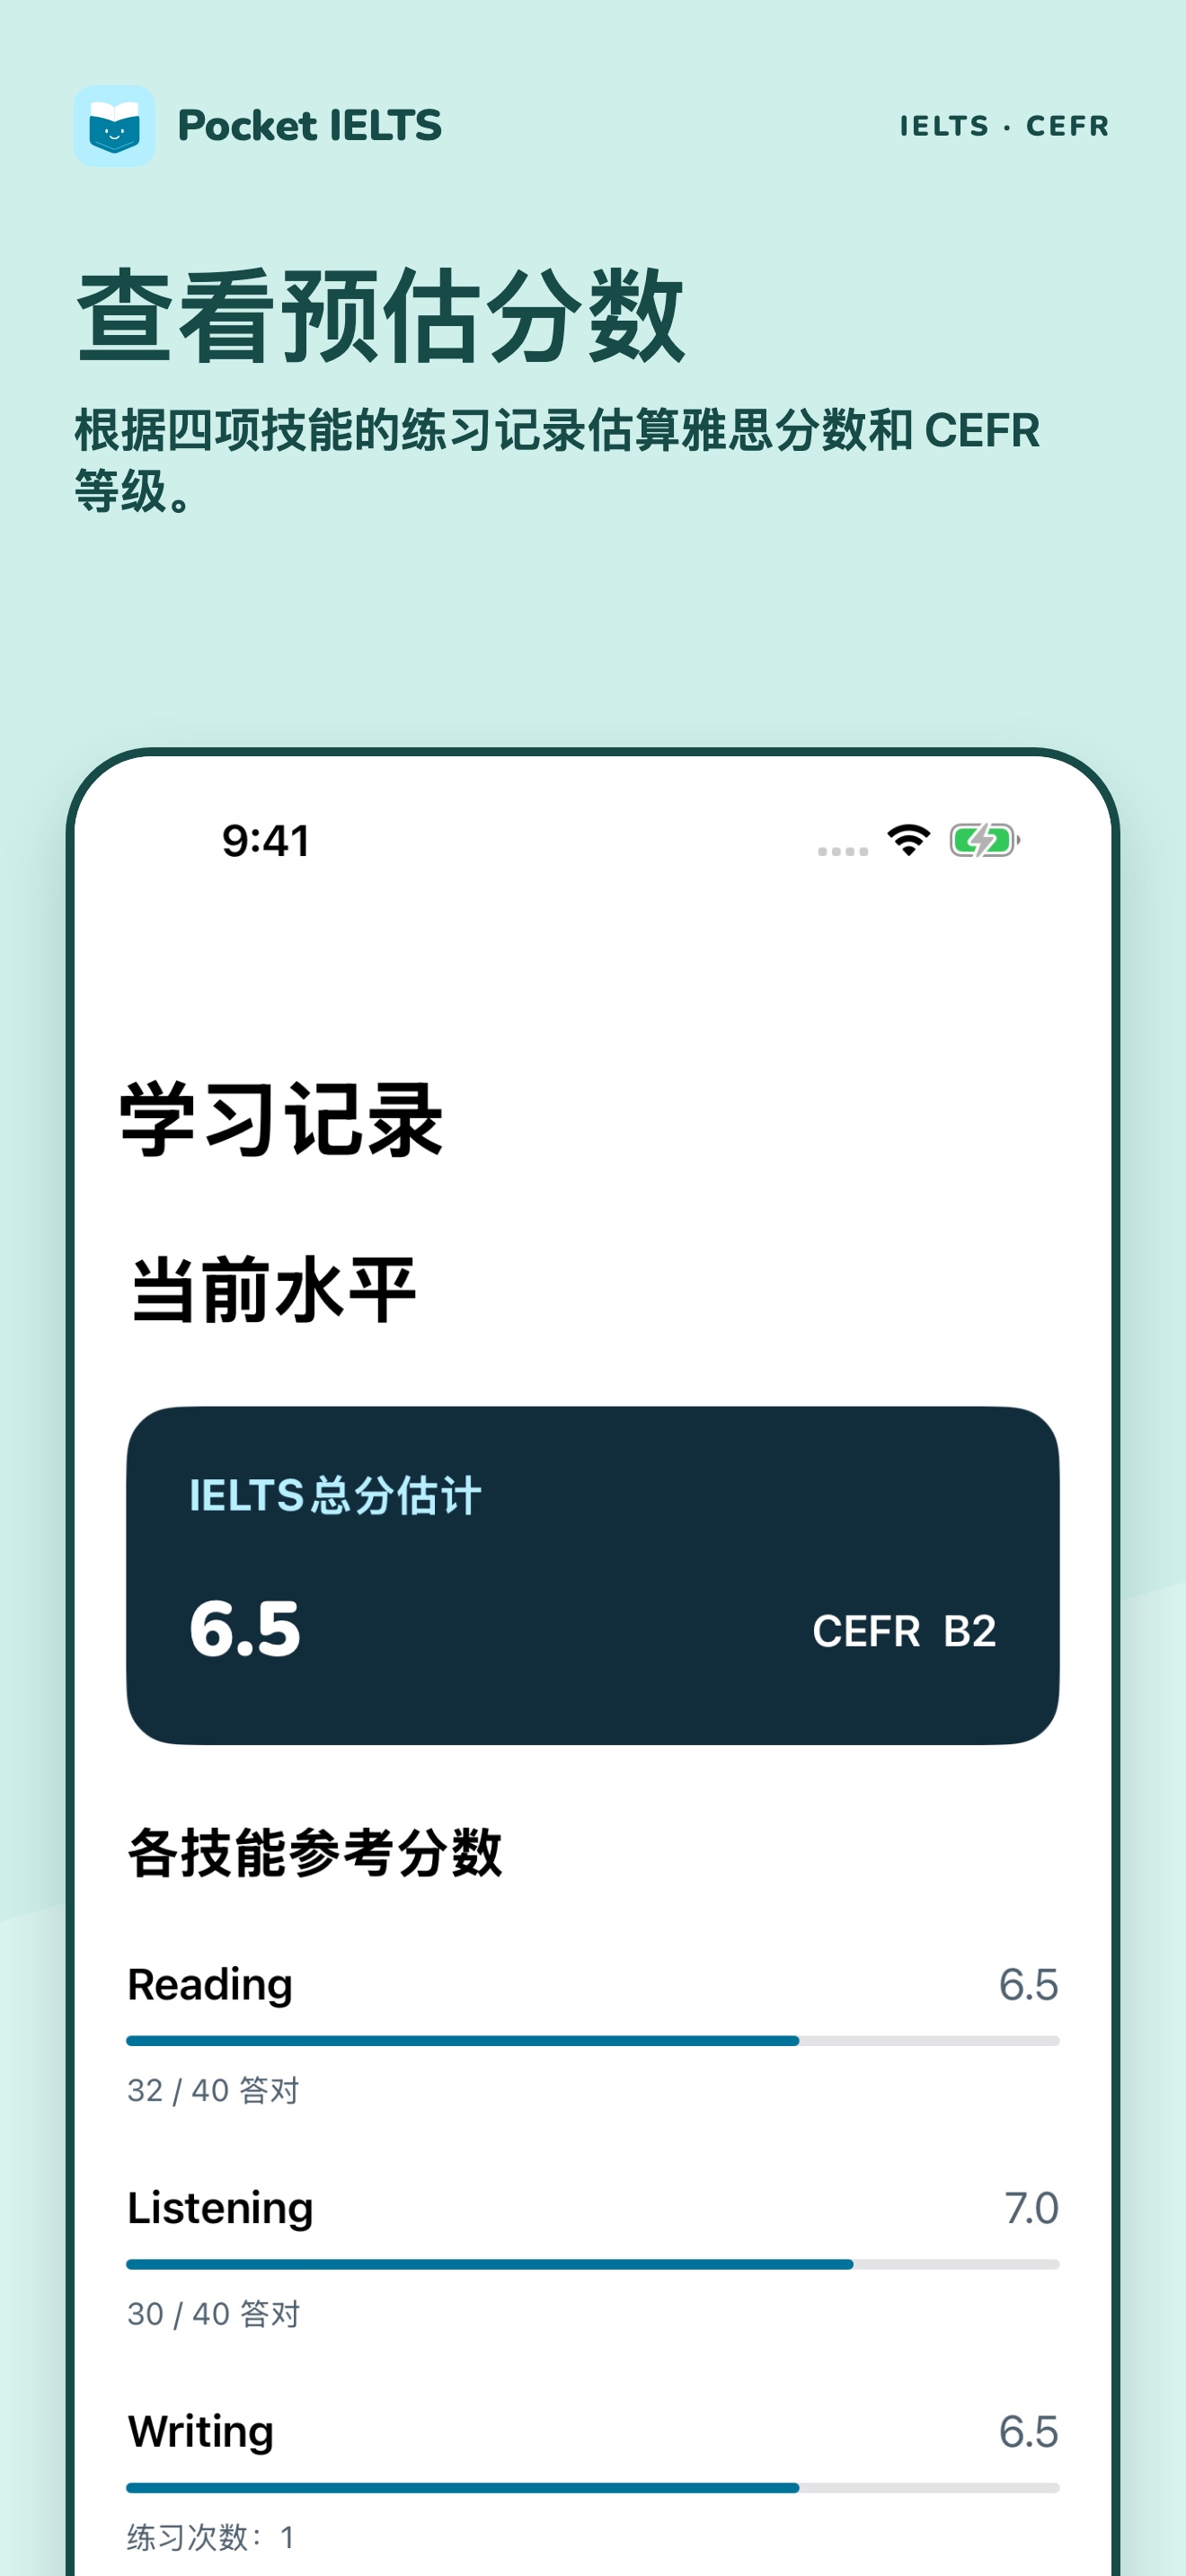 Pocket IELTS
IELTS · CEFR
查看预估分数
根据四项技能的练习记录估算雅思分数和 CEFR
等级。
9:41
学习记录
当前水平
IELTS总分估计
6.5
CEFR B2
各技能参考分数
Reading 6.5
32 / 40 答对
Listening 7.0
30 / 40 答对
Writing 6.5
练习次数：1